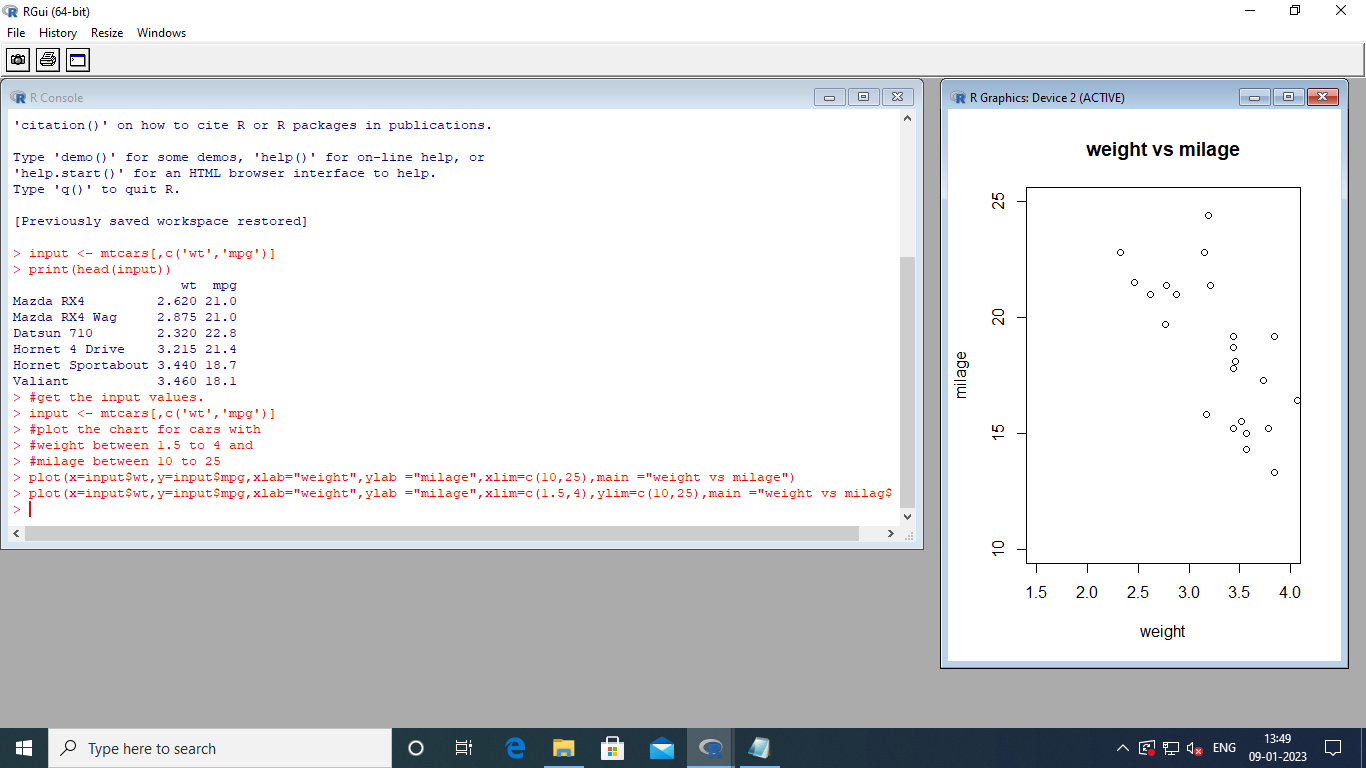 RGui (64-bit)
File History Resize Windows
R Console
'citation()' on how to cite R or R packages in publications.
Type 'demo()' for some demos, 'help()' for on-line help, or
'help.start()' for an HTML browser interface to help.
Type 'q()' to quit R.
[Previously saved workspace restored]
> input <- mtcars[,c('wt','mpg')]
> print(head(input))
wt mpg
Mazda RX4 2.620 21.0
Mazda RX4 Wag 2.875 21.0
Datsun 710 2.320 22.8
Hornet 4 Drive 3.215 21.4
Hornet Sportabout 3.440 18.7
Valiant 3.460 18.1
> #get the input values.
> input <- mtcars[,c('wt','mpg')]
> #plot the chart for cars with
> #weight between 1.5 to 4 and
> #milage between 10 to 25
> plot(x=input$wt,y=input$mpg,xlab="weight",ylab ="milage",xlim=c(10,25),main ="weight vs milage")
> plot(x=input$wt,y=input$mpg,xlab="weight",ylab ="milage",xlim=c(1.5,4),ylim=c(10,25),main ="weight vs milag$
>
R Graphics: Device 2 (ACTIVE)
weight vs milage
25
20
15
10
milage
1.5 2.0 2.5 3.0 3.5 4.0
weight
Type here to search
ENG
13:49
09-01-2023